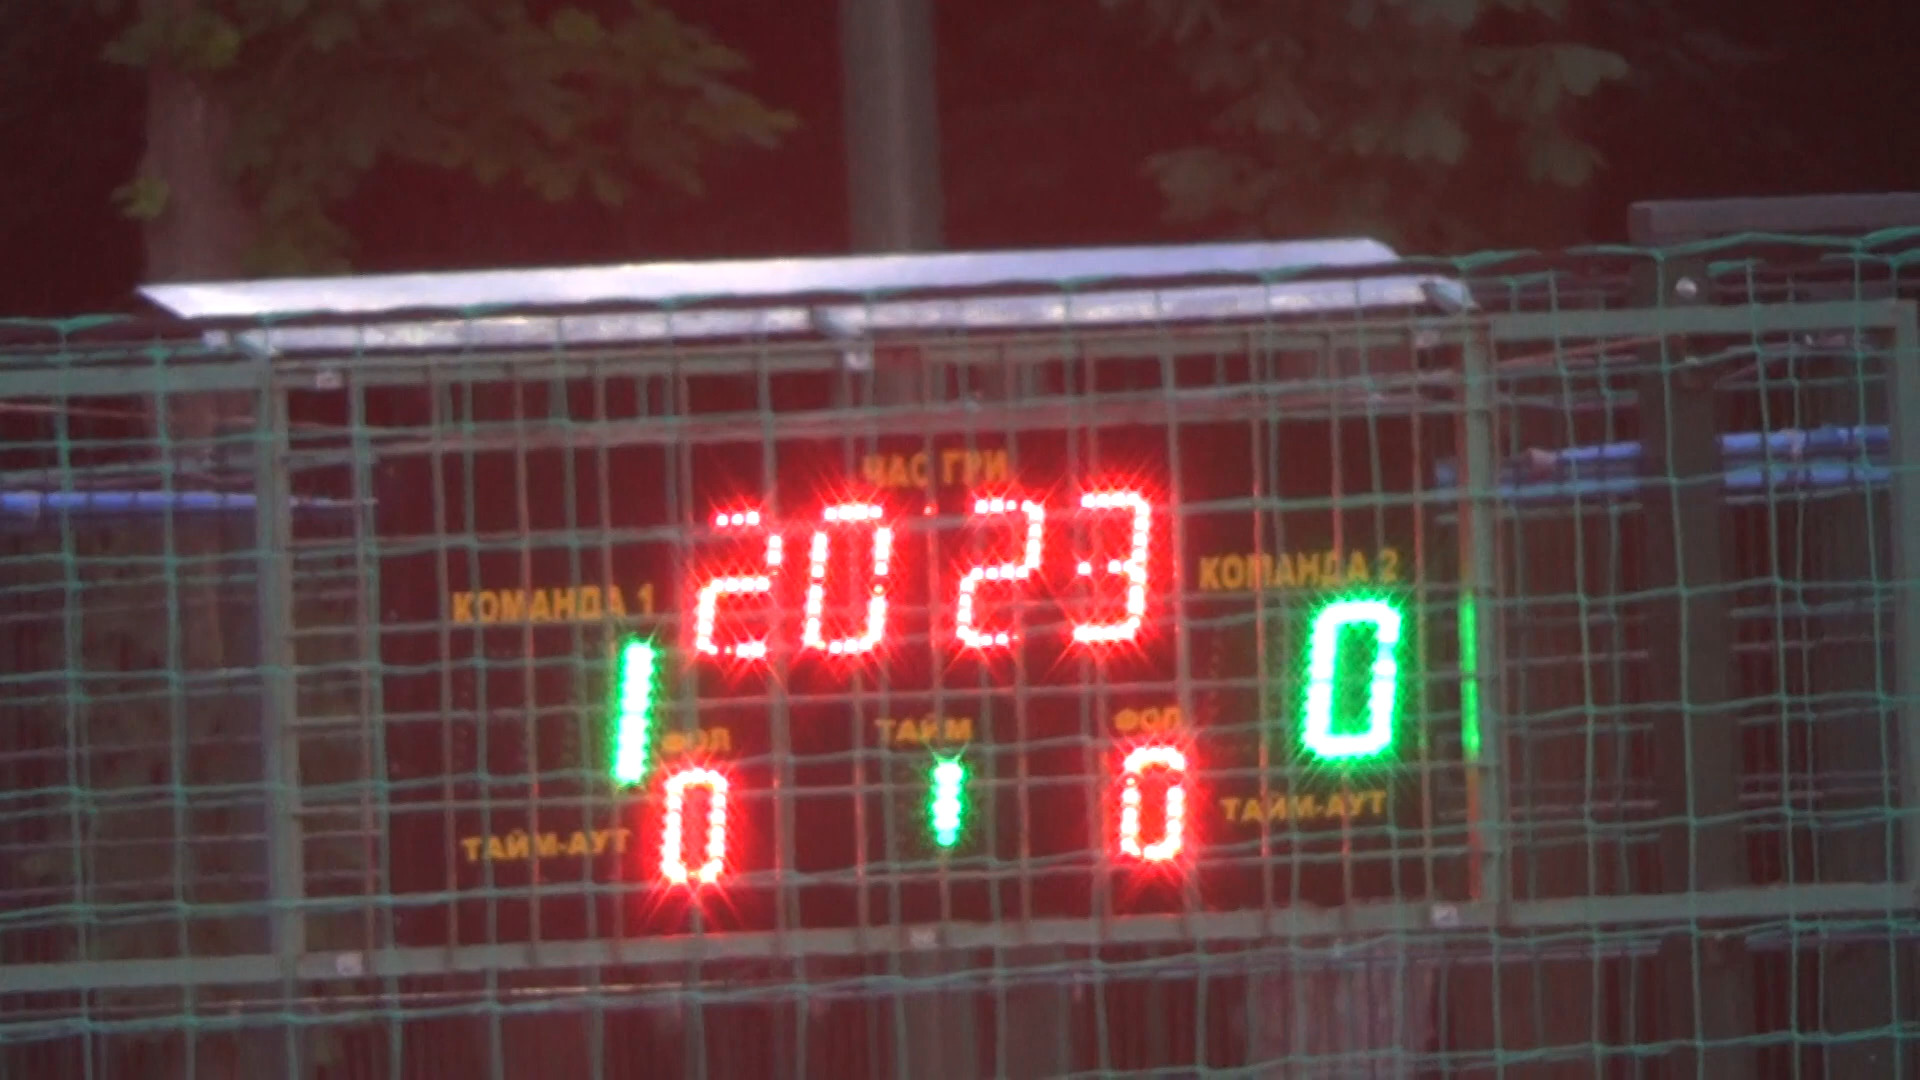 ЧАС ГРИ
20 23
КОМАНДА 1
КОМАНДА 2
1
0
ФОЛ
ТАЙМ
ФОЛ
0
1
0
ТАЙМ-АУТ
ТАЙМ-АУТ